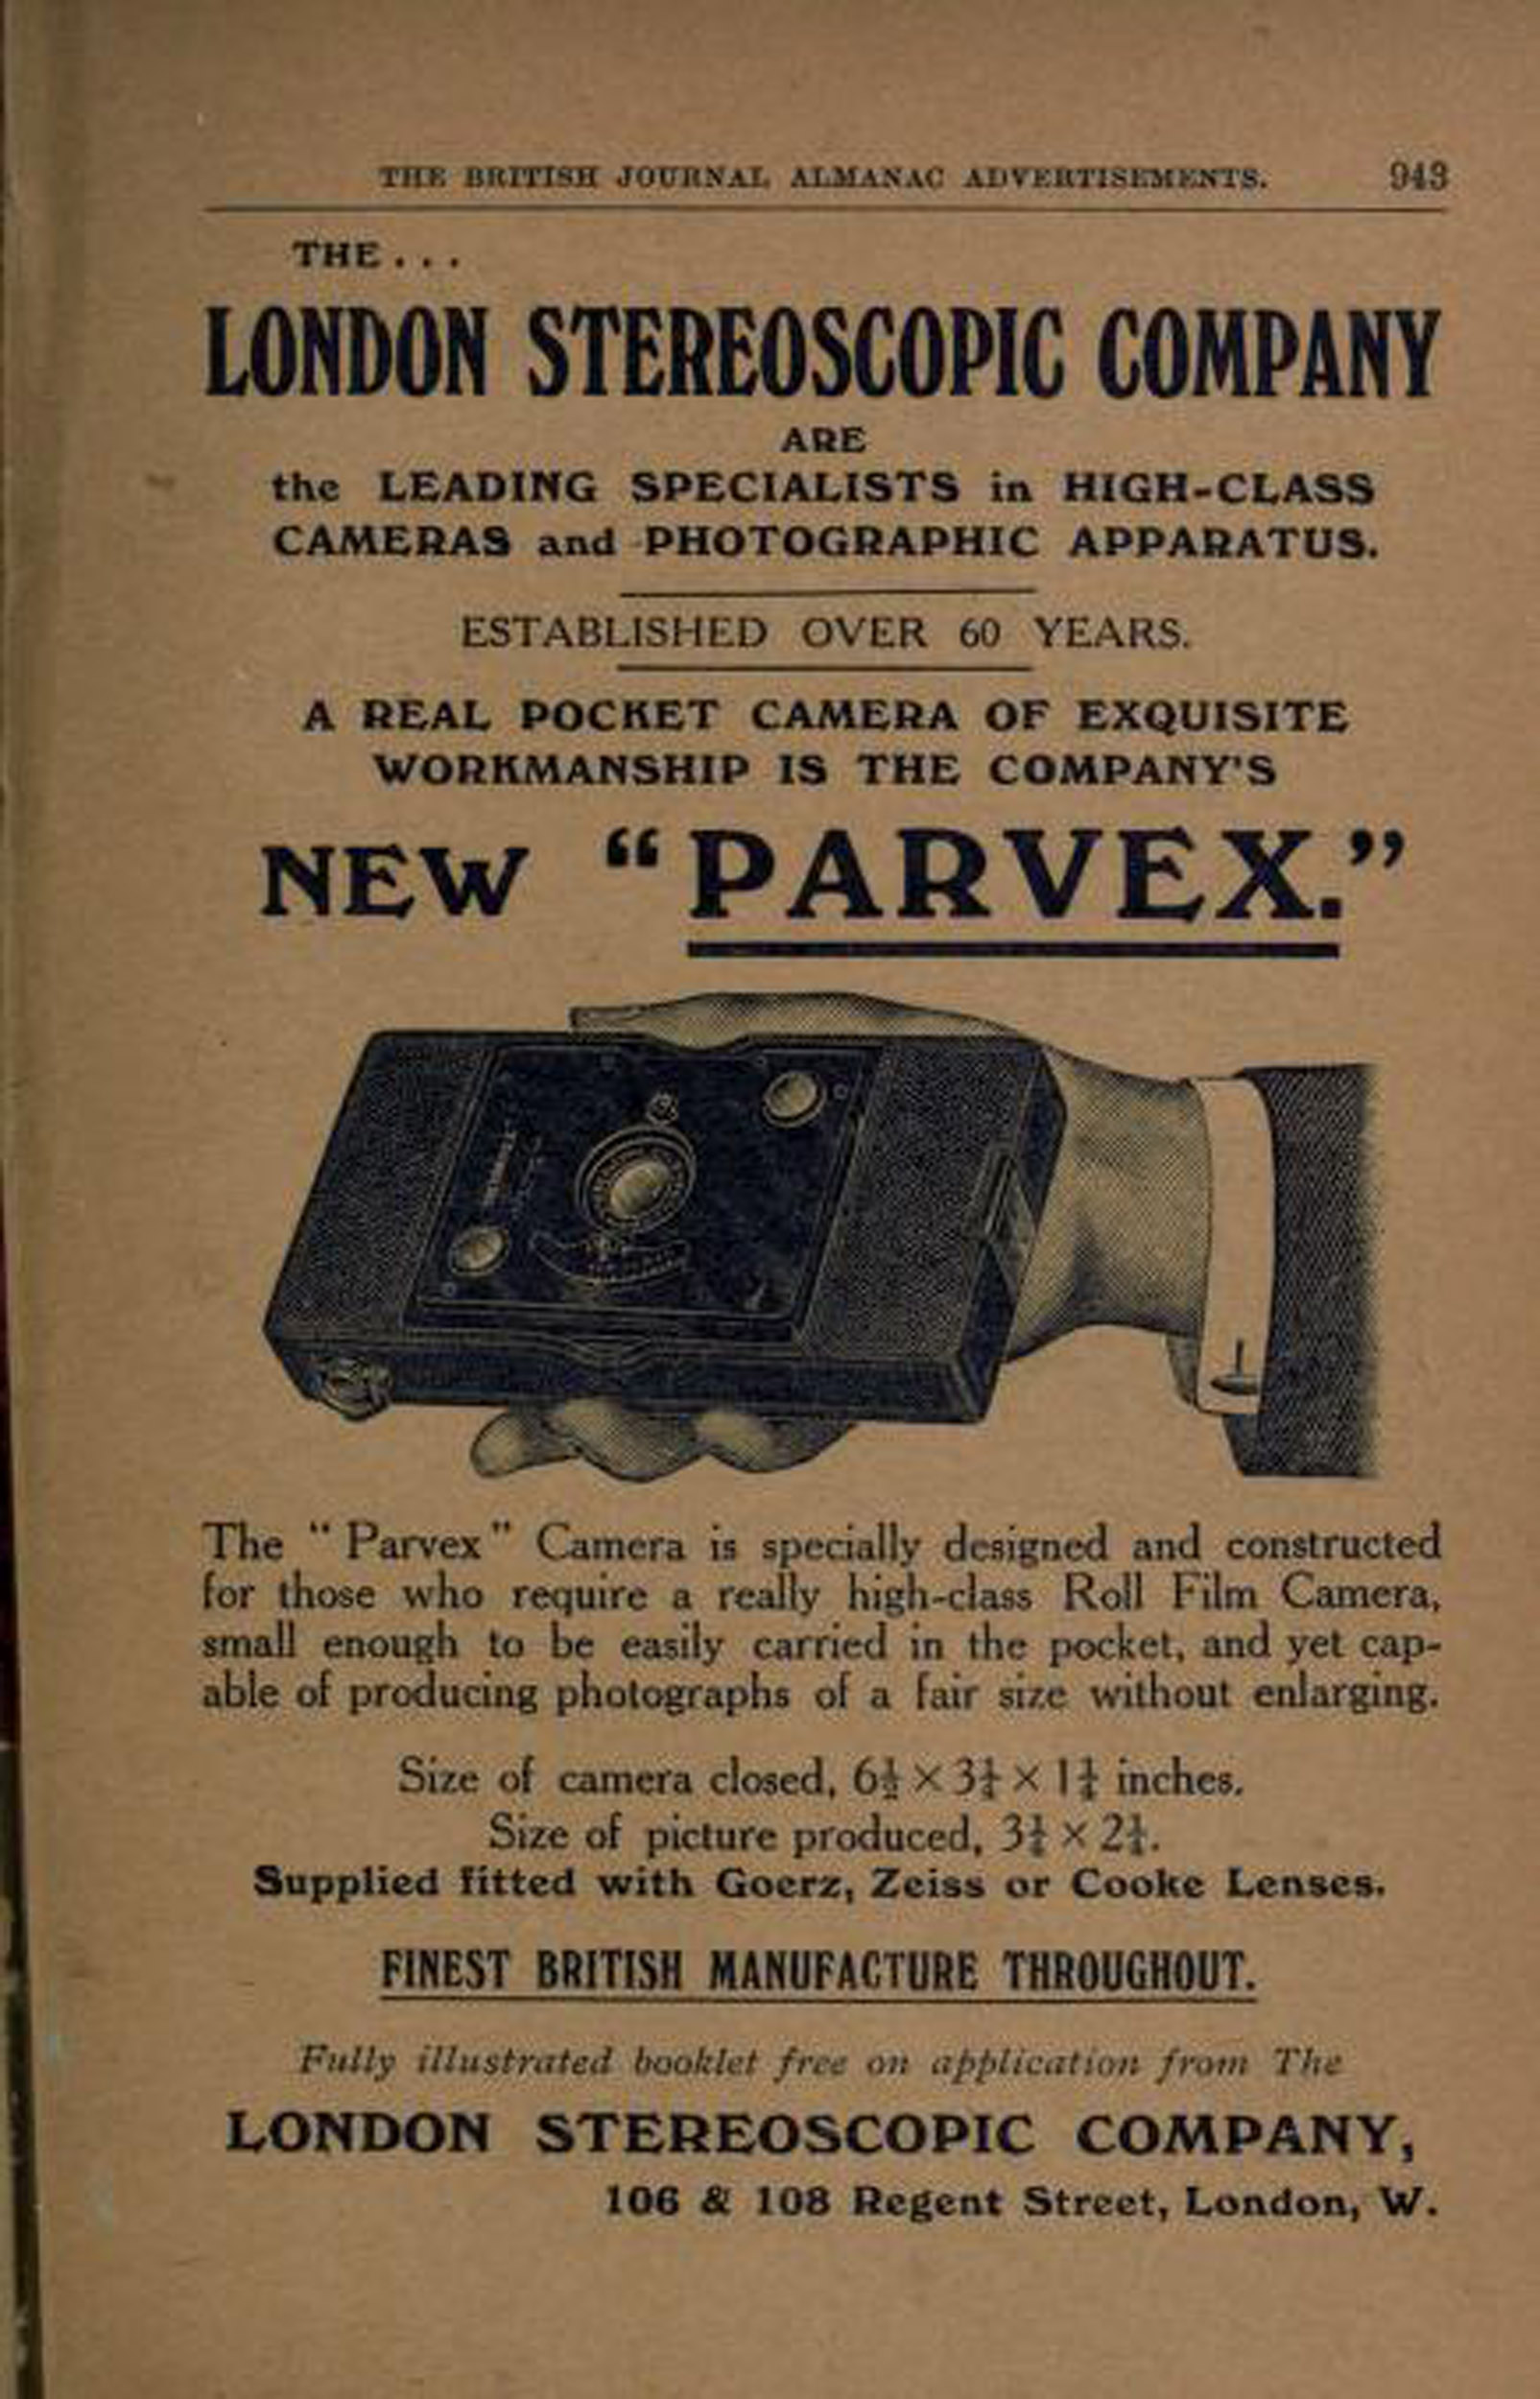 THE BRITISH JOURNAL ALMANAC ADVERTISEMENTS. 943
THE...
LONDON STEREOSCOPIC COMPANY
ARE
the LEADING SPECIALISTS in HIGH-CLASS
CAMERAS and PHOTOGRAPHIC APPARATUS.
ESTABLISHED OVER 60 YEARS.
A REAL POCKET CAMERA OF EXQUISITE
WORKMANSHIP IS THE COMPANY'S
NEW "PARVEX."
The "Parvex" Camera is specially designed and constructed
for those who require a really high-class Roll Film Camera,
small enough to be easily carried in the pocket, and yet cap-
able of producing photographs of a fair size without enlarging.
Size of camera closed, 6½ × 3¼ × 1¼ inches.
Size of picture produced, 3¼ × 2¼.
Supplied fitted with Goerz, Zeiss or Cooke Lenses.
FINEST BRITISH MANUFACTURE THROUGHOUT.
Fully illustrated booklet free on application from The
LONDON STEREOSCOPIC COMPANY,
106 & 108 Regent Street, London, W.